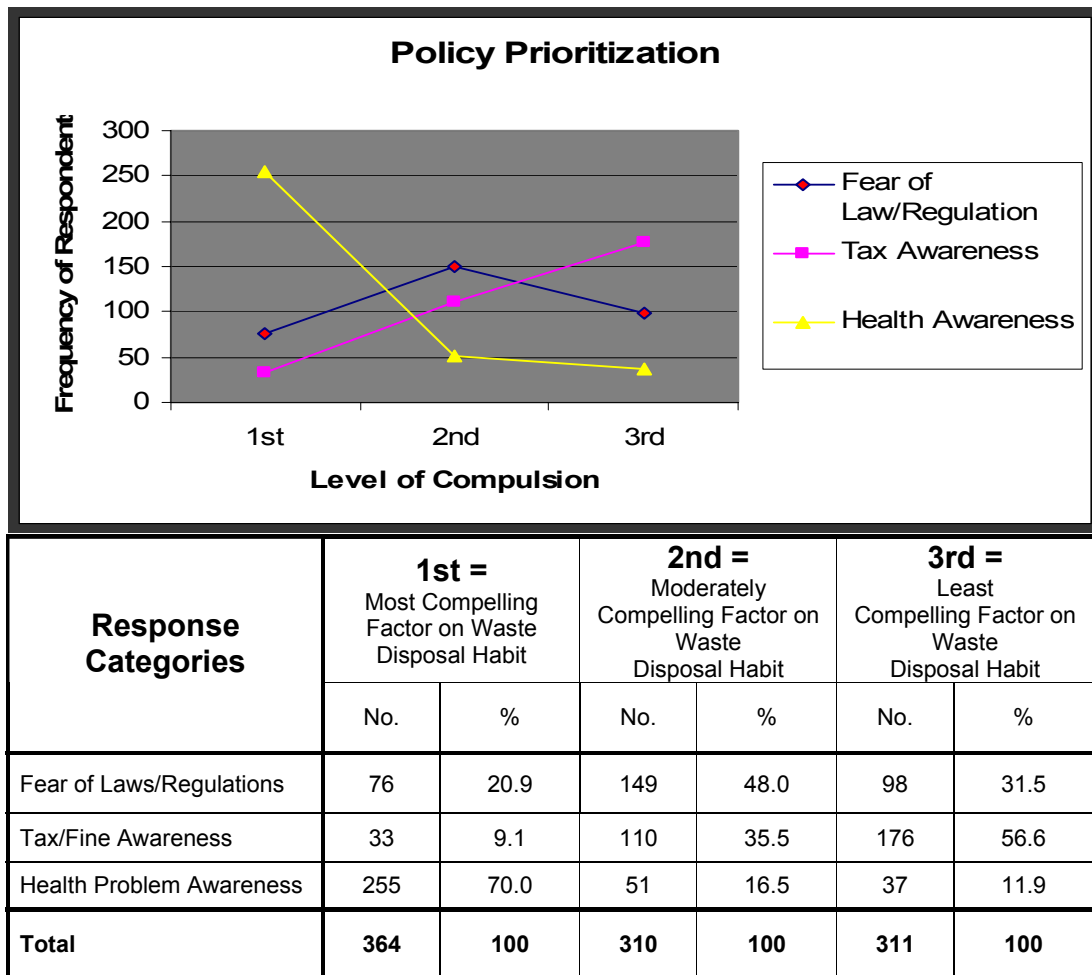 Policy Prioritization
Frequency of Respondent
300
250
200
150
100
50
0
1st 2nd 3rd
Level of Compulsion
Fear of
Law/Regulation
Tax Awareness
Health Awareness
Response
Categories
1st =
Most Compelling
Factor on Waste
Disposal Habit
2nd =
Moderately
Compelling Factor on
Waste
Disposal Habit
3rd =
Least
Compelling Factor on
Waste
Disposal Habit
No. % No. % No. %
Fear of Laws/Regulations 76 20.9 149 48.0 98 31.5
Tax/Fine Awareness 33 9.1 110 35.5 176 56.6
Health Problem Awareness 255 70.0 51 16.5 37 11.9
Total 364 100 310 100 311 100